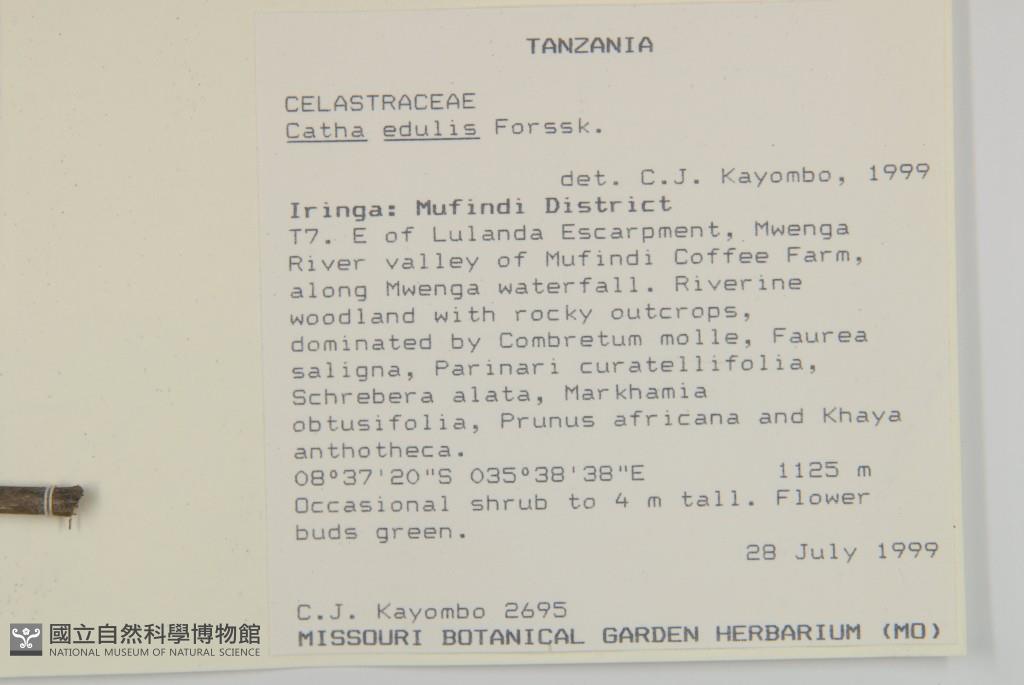 TANZANIA
CELASTRACEAE
Catha edulis Forssk.
det. C.J. Kayombo, 1999
Iringa: Mufindi District
T7. E of Lulanda Escarpment, Mwenga
River valley of Mufindi Coffee Farm,
along Mwenga waterfall. Riverine
woodland with rocky outcrops,
dominated by Combretum molle, Faurea
saligna, Parinari curatellifolia,
Schrebera alata, Markhamia
obtusifolia, Prunus africana and Khaya
anthotheca.
08°37'20"S 035°38'38"E 1125 m
Occasional shrub to 4 m tall. Flower
buds green.
28 July 1999
C.J. Kayombo 2695
MISSOURI BOTANICAL GARDEN HERBARIUM (MO)
國立自然科學博物館
NATIONAL MUSEUM OF NATURAL SCIENCE